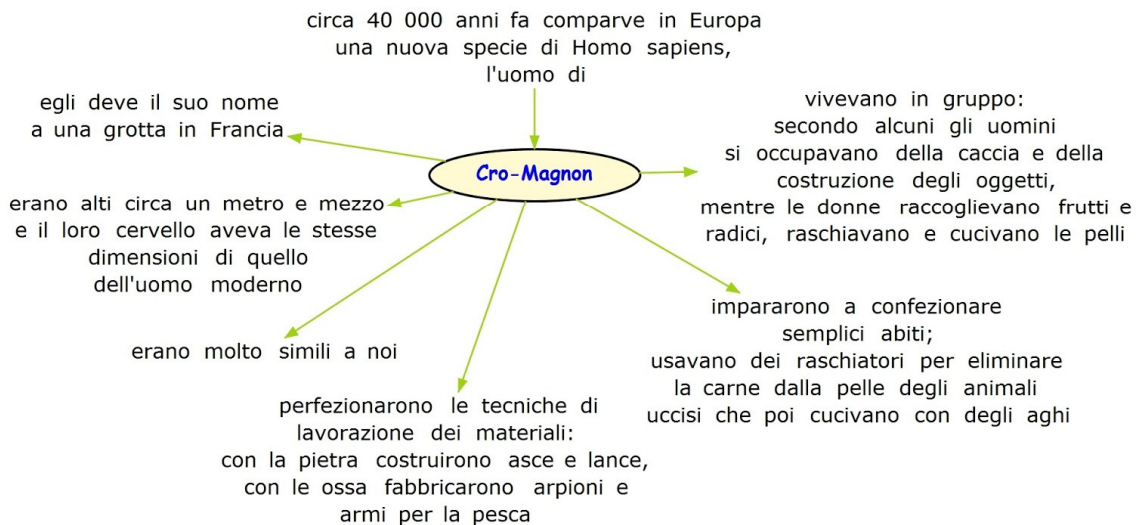 circa 40 000 anni fa comparve in Europa
una nuova specie di Homo sapiens,
l'uomo di
Cro-Magnon
egli deve il suo nome
a una grotta in Francia
erano alti circa un metro e mezzo
e il loro cervello aveva le stesse
dimensioni di quello
dell'uomo moderno
erano molto simili a noi
perfezionarono le tecniche di
lavorazione dei materiali:
con la pietra costruirono asce e lance,
con le ossa fabbricarono arpioni e
armi per la pesca
impararono a confezionare
semplici abiti;
usavano dei raschiatori per eliminare
la carne dalla pelle degli animali
uccisi che poi cucivano con degli aghi
vivevano in gruppo:
secondo alcuni gli uomini
si occupavano della caccia e della
costruzione degli oggetti,
mentre le donne raccoglievano frutti e
radici, raschiavano e cucivano le pelli